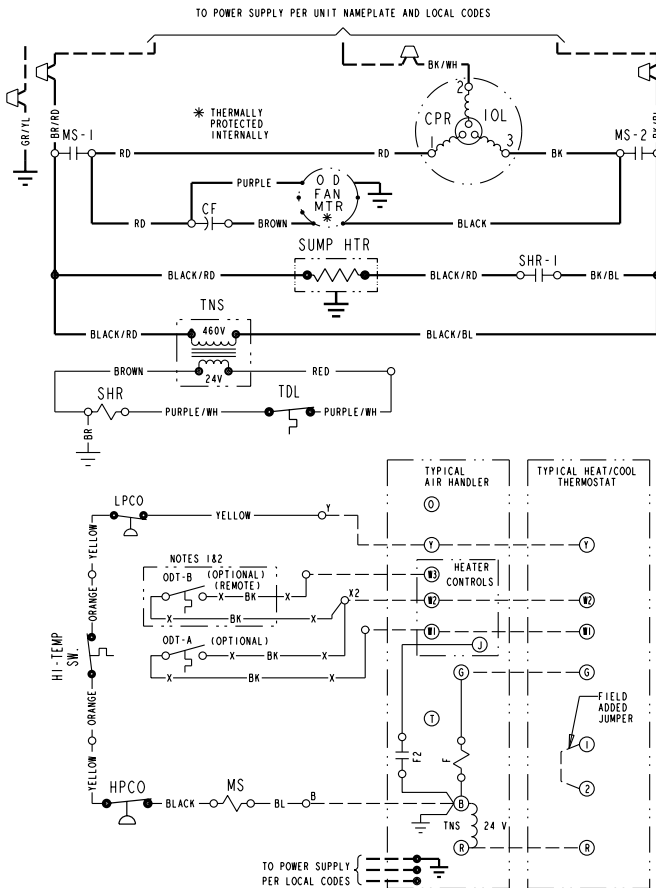 TO POWER SUPPLY PER UNIT NAMEPLATE AND LOCAL CODES
BK/WH
GR/YL
BR/RD
MS-1
* THERMALLY
PROTECTED
INTERNALLY
2
CPR
IOL
1
3
MS-2
RD
RD
BK
PURPLE
O D
FAN
MTR
*
RD
CF
BROWN
BLACK
SUMP HTR
SHR-1
BLACK/RD
BLACK/RD
BK/BL
TNS
BLACK/RD
460V
BLACK/BL
BROWN
24V
RED
SHR
TDL
PURPLE/WH
PURPLE/WH
BR
TYPICAL
AIR HANDLER
TYPICAL HEAT/COOL
THERMOSTAT
O
LPCO
YELLOW
Y
Y
Y
YELLOW
NOTES 1&2
HEATER
CONTROLS
ODT-B
(OPTIONAL)
(REMOTE)
W3
X
BK
X
X2
W2
W2
X
BK
X
ORANGE
ODT-A
(OPTIONAL)
W1
W1
X
BK
X
J
X
BK
X
HI-TEMP
SW.
G
G
ORANGE
FIELD
ADDED
JUMPER
T
1
F2
F
YELLOW
2
HPCO
MS
BLACK
BL
B
B
TNS
24 V
R
R
TO POWER SUPPLY
PER LOCAL CODES